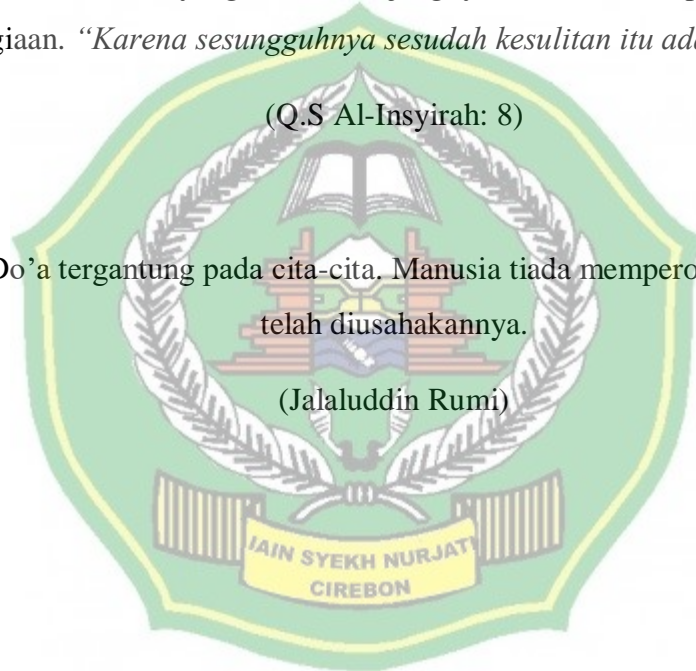 giaan. “Karena sesungguhnya sesudah kesulitan itu ada
(Q.S Al-Insyirah: 8)
Do’a tergantung pada cita-cita. Manusia tiada mempero
telah diusahakannya.
(Jalaluddin Rumi)
IAIN SYEKH NURJATI
CIREBON